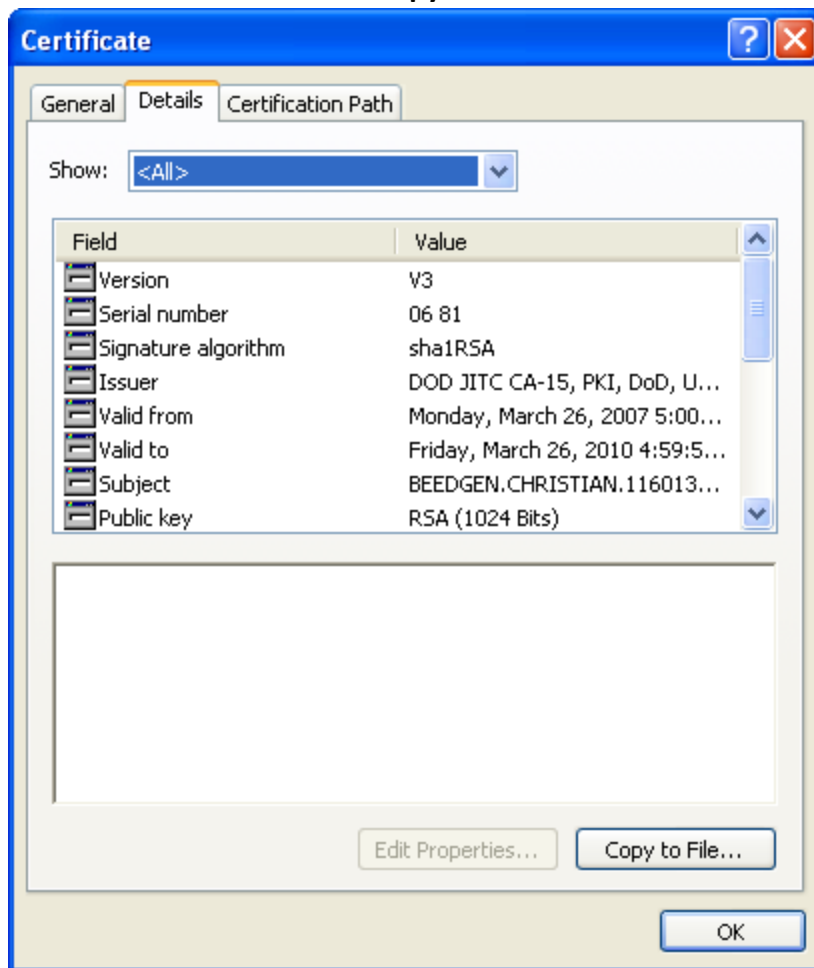 Certificate
General Details Certification Path
Show: <All>
Field Value
Version V3
Serial number 06 81
Signature algorithm sha1RSA
Issuer DOD JITC CA-15, PKI, DoD, U...
Valid from Monday, March 26, 2007 5:00...
Valid to Friday, March 26, 2010 4:59:5...
Subject BEEDGEN.CHRISTIAN.116013...
Public key RSA (1024 Bits)
Edit Properties... Copy to File...
OK